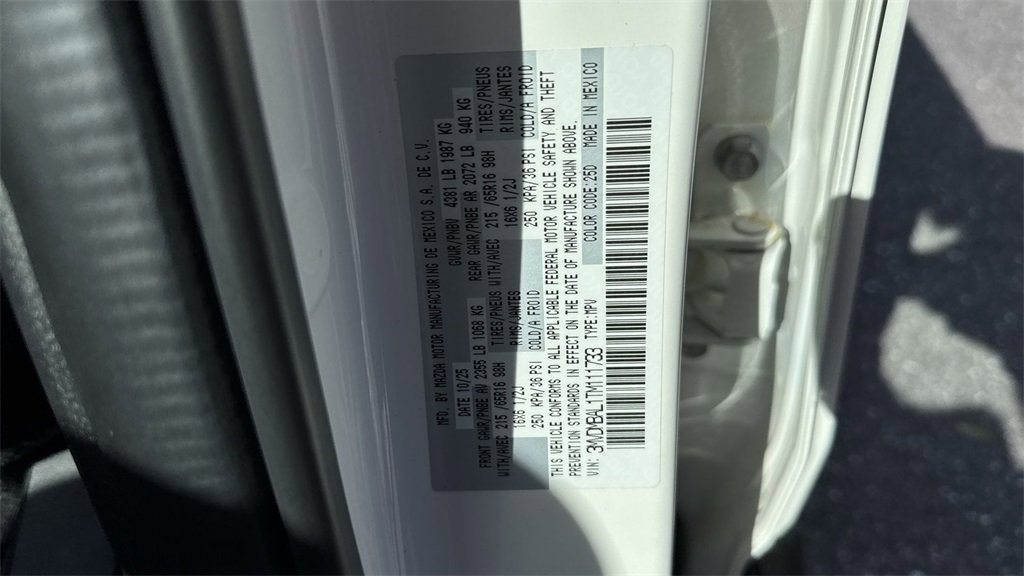 MFD. BY MAZDA MOTOR MANUFACTURING DE MEXICO S.A. DE C.V.
DATE 10/25 GVWR/PNBV 4381 LB 1987 KG
FRONT GAWR/PNBE AV 2355 LB 1068 KG REAR GAWR/PNBE AR 2072 LB 940 KG
WITH/AVEC 215 /65R16 98H TIRES/PNEUS WITH/AVEC 215 /65R16 98H TIRES/PNEUS
16X6 1/2J RIMS/JANTES 16X6 1/2J RIMS/JANTES
250 KPA/36 PSI COLD/A FROID 250 KPA/36 PSI COLD/A FROID
THIS VEHICLE CONFORMS TO ALL APPLICABLE FEDERAL MOTOR VEHICLE SAFETY AND THEFT
PREVENTION STANDARDS IN EFFECT ON THE DATE OF MANUFACTURE SHOWN ABOVE.
VIN: 3MVDMBAL1TM111733 TYPE:MPV COLOR CODE:25D MADE IN MEXICO